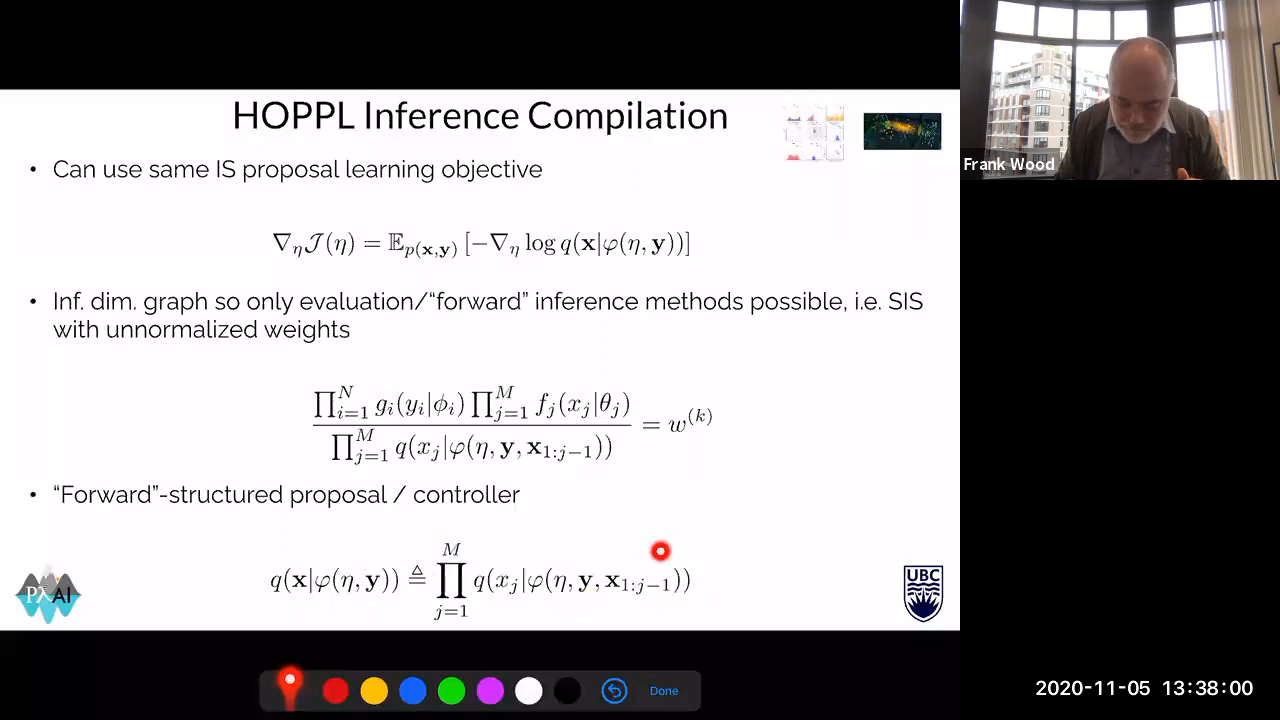 HOPPL Inference Compilation
• Can use same IS proposal learning objective
∇_η 𝒥(η) = 𝔼_{p(𝐱,𝐲)} [−∇_η log q(𝐱|φ(η, 𝐲))]
• Inf. dim. graph so only evaluation/“forward” inference methods possible, i.e. SIS
with unnormalized weights
∏_{i=1}^{N} g_i(y_i|ϕ_i) ∏_{j=1}^{M} f_j(x_j|θ_j) / ∏_{j=1}^{M} q(x_j|φ(η, 𝐲, 𝐱_{1:j−1})) = w^{(k)}
• “Forward”-structured proposal / controller
q(𝐱|φ(η, 𝐲)) ≜ ∏_{j=1}^{M} q(x_j|φ(η, 𝐲, 𝐱_{1:j−1}))
PλAI
UBC
Frank Wood
Done
2020-11-05 13:38:00